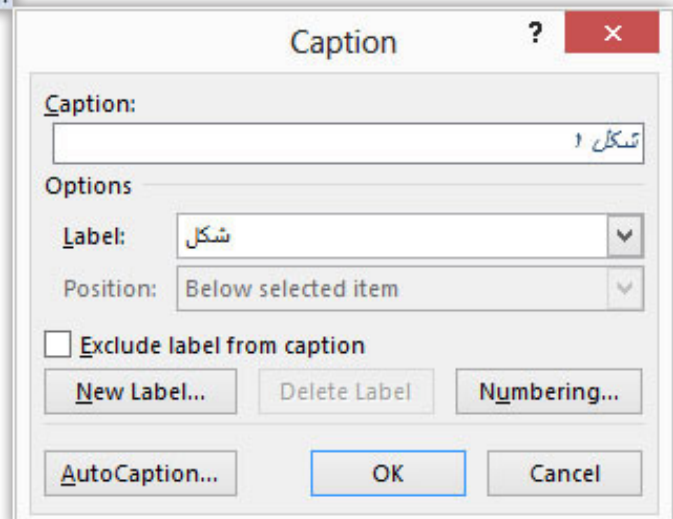 Caption
?
Caption:
شکل ۱
Options
Label:
شکل
Position:
Below selected item
Exclude label from caption
New Label...
Delete Label
Numbering...
AutoCaption...
OK
Cancel